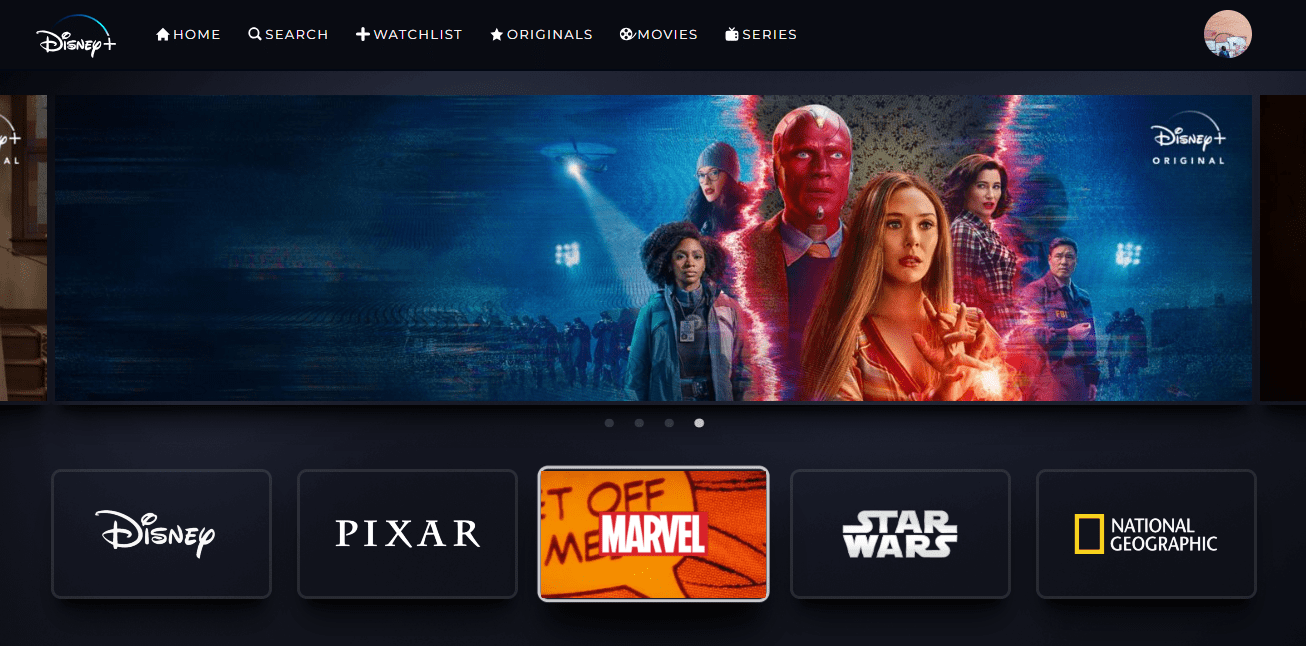 Disney+
HOME
SEARCH
WATCHLIST
ORIGINALS
MOVIES
SERIES
Disney+
ORIGINAL
FBI
Disney
PIXAR
ET OFF
ME
MARVEL
STAR
WARS
NATIONAL
GEOGRAPHIC